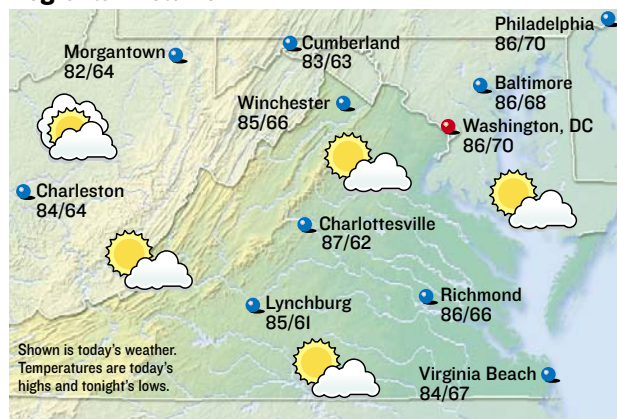 Philadelphia
86/70
Morgantown
82/64
Cumberland
83/63
Baltimore
86/68
Winchester
85/66
Washington, DC
86/70
Charleston
84/64
Charlottesville
87/62
Lynchburg
85/61
Richmond
86/66
Shown is today's weather.
Temperatures are today's
highs and tonight's lows.
Virginia Beach
84/67